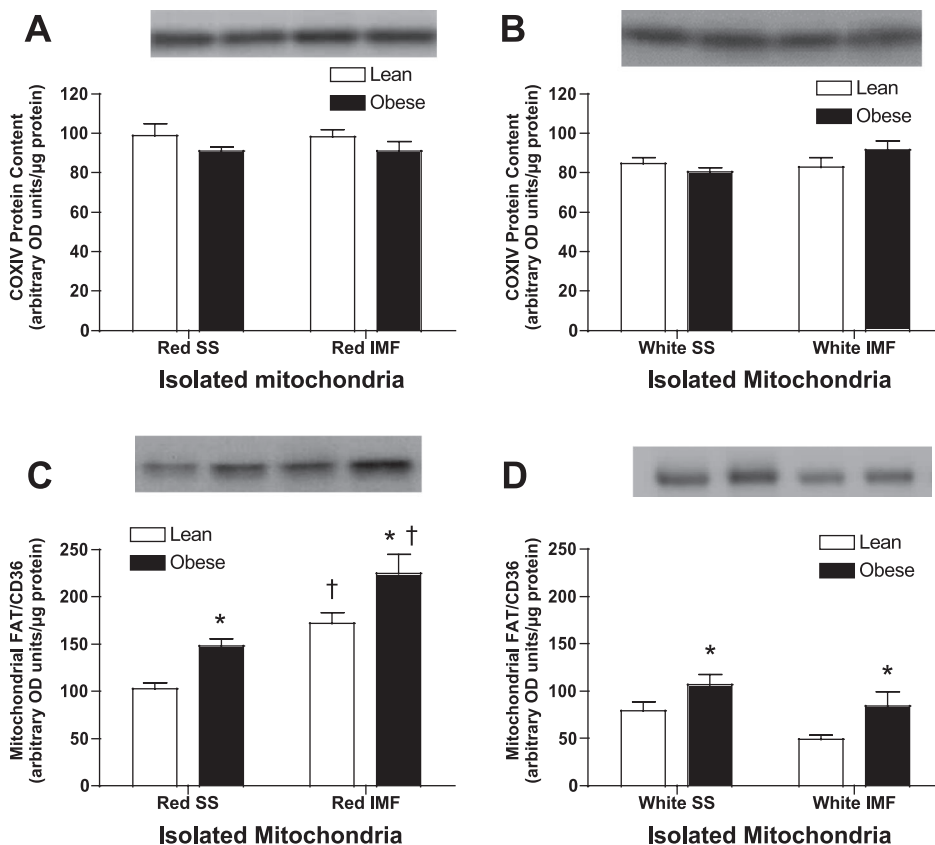 A
Lean
Obese
COXIV Protein Content
(arbitrary OD units/µg protein)
120
100
80
60
40
20
0
Red SS
Red IMF
Isolated mitochondria
B
Lean
Obese
COXIV Protein Content
(arbitrary OD units/µg protein)
120
100
80
60
40
20
0
White SS
White IMF
Isolated Mitochondria
C
Lean
Obese
Mitochondrial FAT/CD36
(arbitrary OD units/µg protein)
250
200
150
100
50
0
*
†
* †
Red SS
Red IMF
Isolated Mitochondria
D
Lean
Obese
Mitochondrial FAT/CD36
(arbitrary OD units/µg protein)
250
200
150
100
50
0
*
*
White SS
White IMF
Isolated Mitochondria